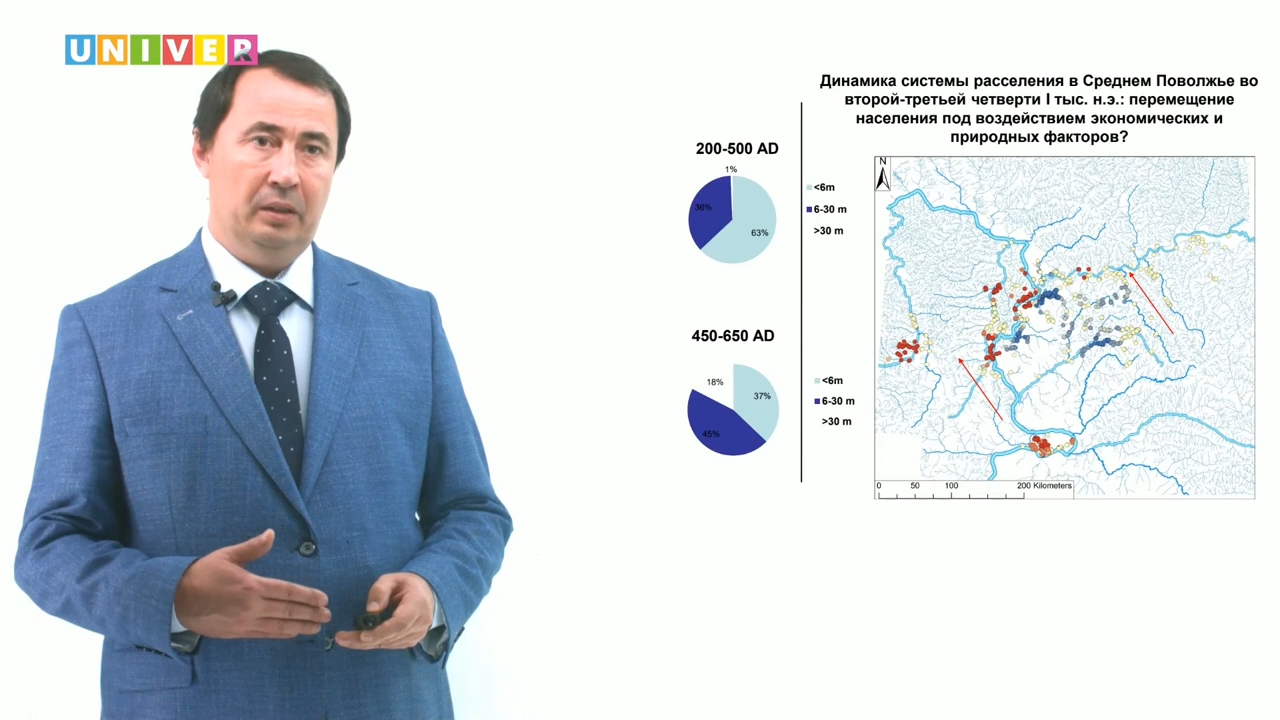 UNIVER
Динамика системы расселения в Среднем Поволжье во
второй-третьей четверти I тыс. н.э.: перемещение
населения под воздействием экономических и
природных факторов?
200-500 AD
1%
36%
63%
<6m
6-30 m
>30 m
450-650 AD
18%
37%
45%
<6m
6-30 m
>30 m
N
0 50 100 200 Kilometers